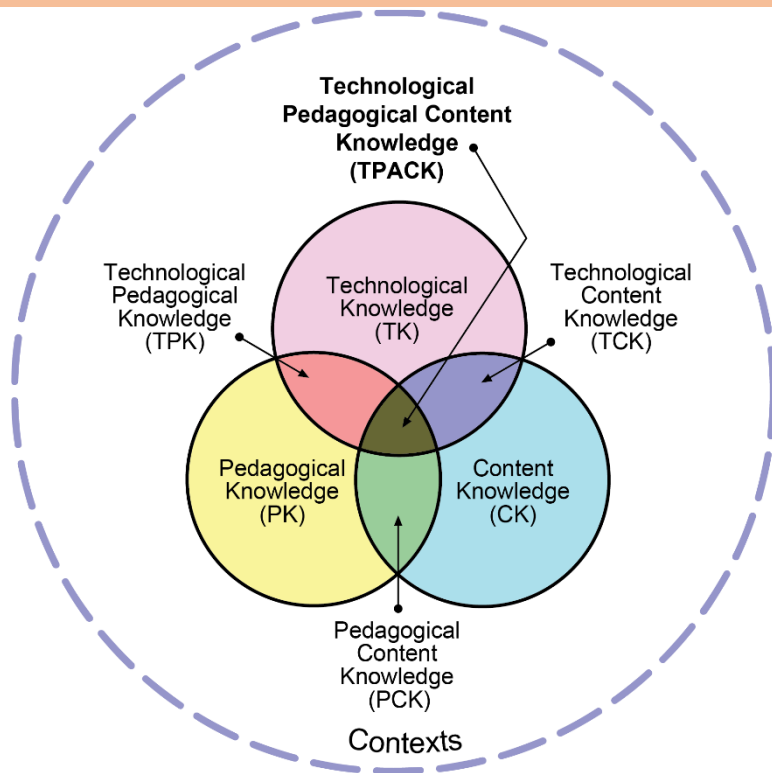 Technological
Pedagogical Content
Knowledge
(TPACK)
Technological
Pedagogical
Knowledge
(TPK)
Technological
Knowledge
(TK)
Technological
Content
Knowledge
(TCK)
Pedagogical
Knowledge
(PK)
Content
Knowledge
(CK)
Pedagogical
Content
Knowledge
(PCK)
Contexts